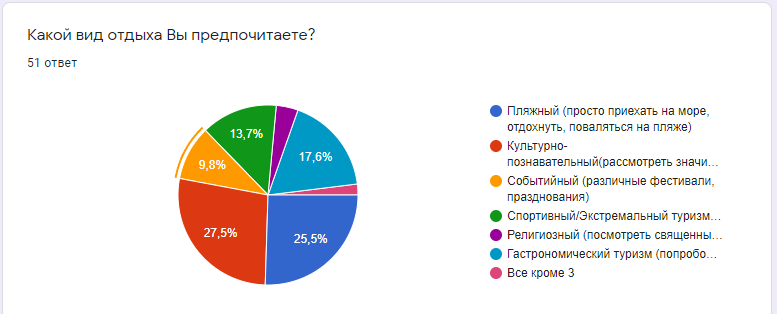 Какой вид отдыха Вы предпочитаете?
51 ответ
13,7%
17,6%
9,8%
27,5%
25,5%
Пляжный (просто приехать на море,
отдохнуть, поваляться на пляже)
Культурно-
познавательный(рассмотреть значи…
Событийный (различные фестивали,
празднования)
Спортивный/Экстремальный туризм…
Религиозный (посмотреть священны…
Гастрономический туризм (попробо…
Все кроме 3